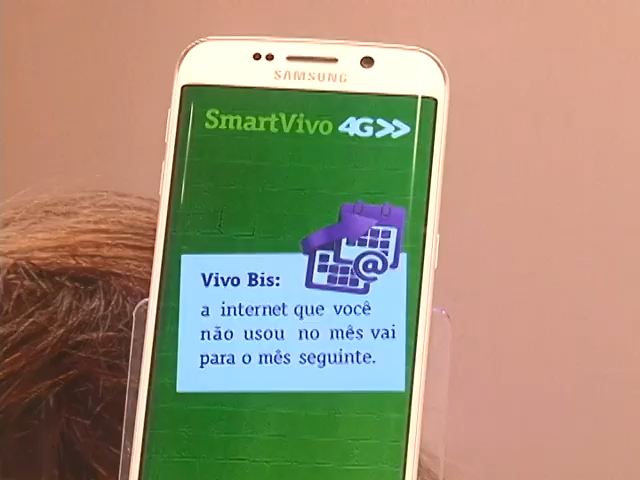 SAMSUNG
SmartVivo 4G>>
Vivo Bis:
a internet que você
não usou no mês vai
para o mês seguinte.